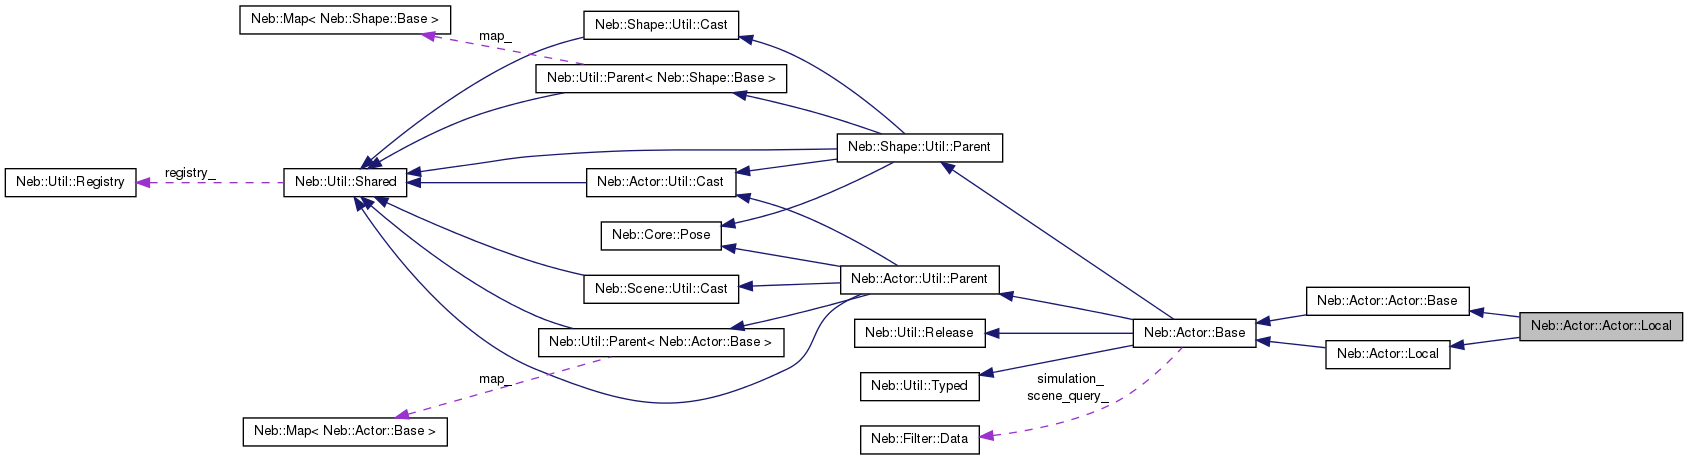 Neb::Map< Neb::Shape::Base >
Neb::Shape::Util::Cast
map_
Neb::Util::Parent< Neb::Shape::Base >
Neb::Shape::Util::Parent
registry_
Neb::Util::Registry
Neb::Util::Shared
Neb::Actor::Util::Cast
Neb::Core::Pose
Neb::Actor::Util::Parent
Neb::Scene::Util::Cast
Neb::Actor::Actor::Base
Neb::Actor::Actor::Local
Neb::Util::Release
Neb::Actor::Base
Neb::Util::Parent< Neb::Actor::Base >
Neb::Actor::Local
map_
simulation_
scene_query_
Neb::Util::Typed
Neb::Map< Neb::Actor::Base >
Neb::Filter::Data